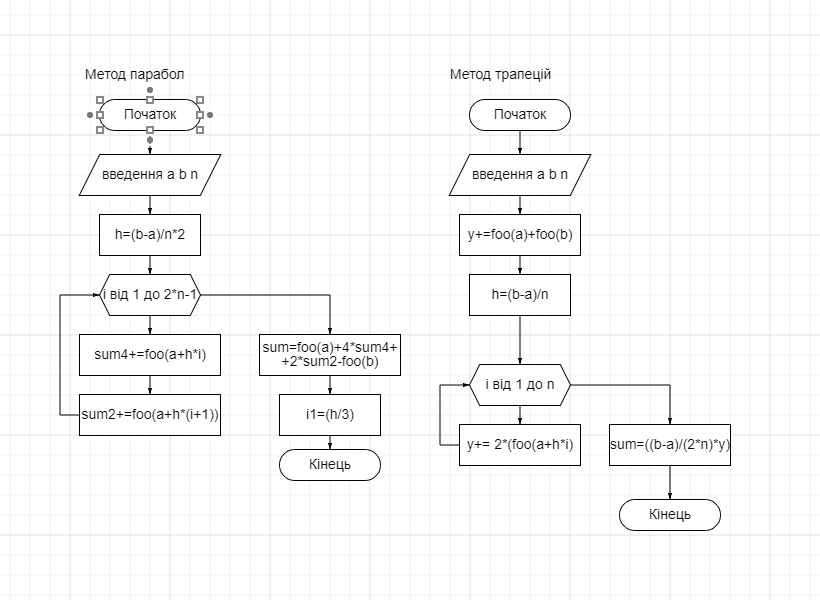 Метод парабол
Початок
введення a b n
h=(b-a)/n*2
і від 1 до 2*n-1
sum4+=foo(a+h*i)
sum2+=foo(a+h*(i+1))
sum=foo(a)+4*sum4+
+2*sum2-foo(b)
i1=(h/3)
Кінець
Метод трапецій
Початок
введення a b n
y+=foo(a)+foo(b)
h=(b-a)/n
і від 1 до n
y+= 2*(foo(a+h*i)
sum=((b-a)/(2*n)*y)
Кінець